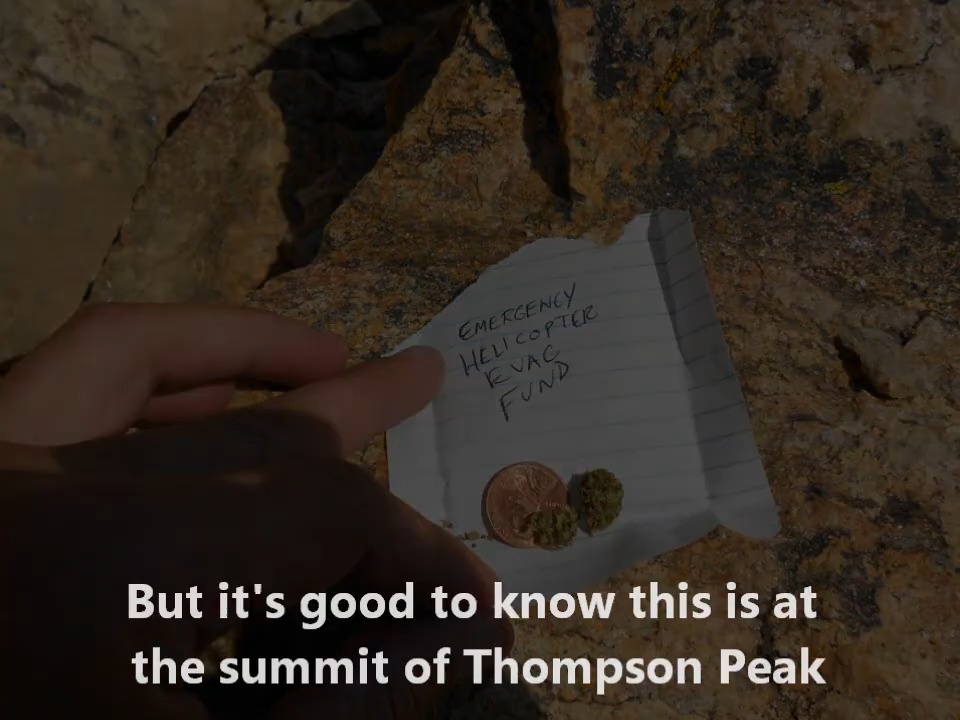 EMERGENCY
HELICOPTER
EVAC
FUND
But it's good to know this is at
the summit of Thompson Peak